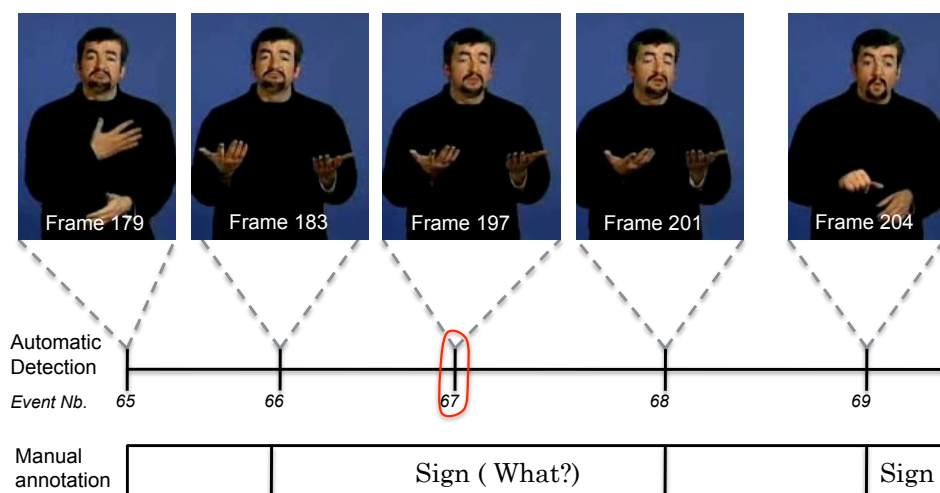 Frame 179
Frame 183
Frame 197
Frame 201
Frame 204
Automatic
Detection
Event Nb. 65 66 67 68 69
Manual
annotation
Sign ( What?)
Sign